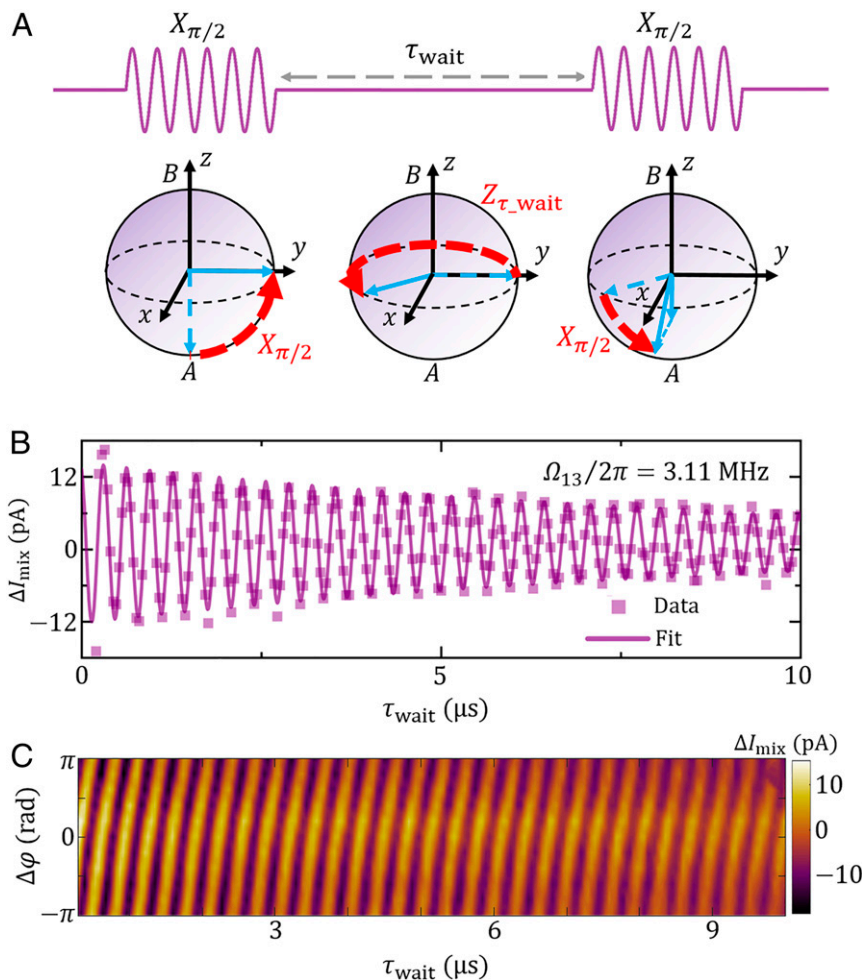 A
X_{π/2} τ_wait X_{π/2}
B z B z B z
Z_{τ_wait}
y y y
x x x
X_{π/2} X_{π/2}
A A A
B
12
0
−12
ΔI_mix (pA)
Ω_13/2π = 3.11 MHz
Data
Fit
0 5 10
τ_wait (μs)
C
ΔI_mix (pA)
π
0
−π
Δφ (rad)
10
0
−10
3 6 9
τ_wait (μs)